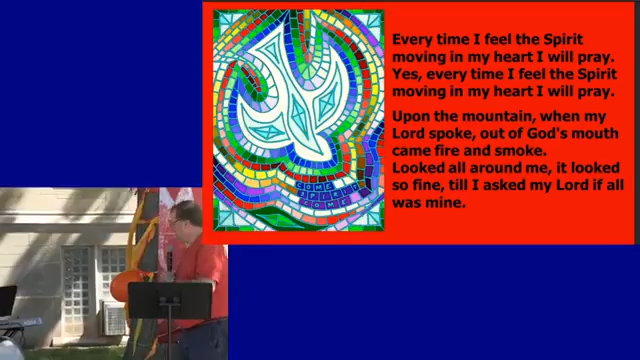 Every time I feel the Spirit
moving in my heart I will pray.
Yes, every time I feel the Spirit
moving in my heart I will pray.
Upon the mountain, when my
Lord spoke, out of God's mouth
came fire and smoke.
Looked all around me, it looked
so fine, till I asked my Lord if all
was mine.
COME
SPIRIT
COME